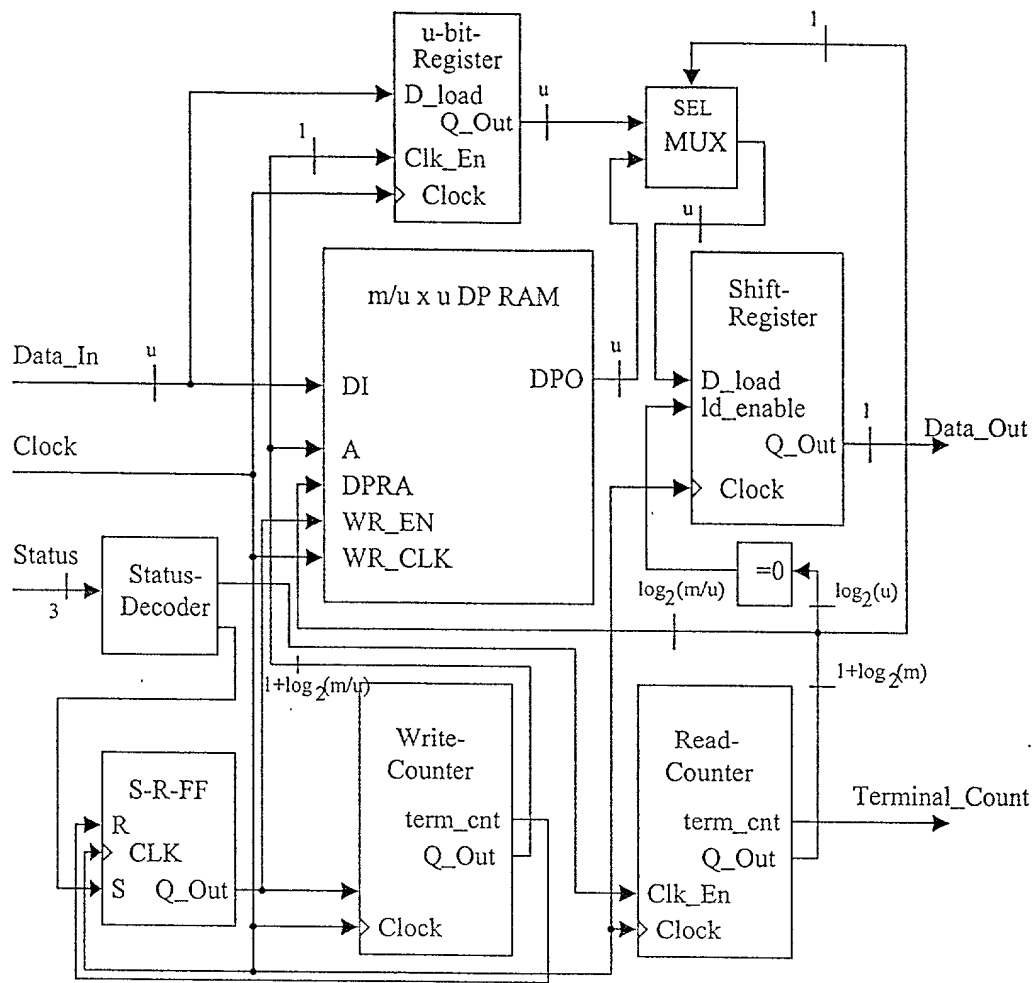 1
u-bit-
Register
D_load
Q_Out
u
1
Clk_En
Clock
SEL
MUX
u
m/u x u DP RAM
Shift-
Register
Data_In
u
DI
DPO
u
D_load
ld_enable
Q_Out
1
Data_Out
Clock
A
DPRA
Clock
WR_EN
WR_CLK
Status
3
Status-
Decoder
=0
log2(m/u)
log2(u)
1+log2(m/u)
1+log2(m)
Write-
Counter
Read-
Counter
S-R-FF
R
CLK
S
Q_Out
term_cnt
Q_Out
Clock
term_cnt
Q_Out
Clk_En
Clock
Terminal_Count